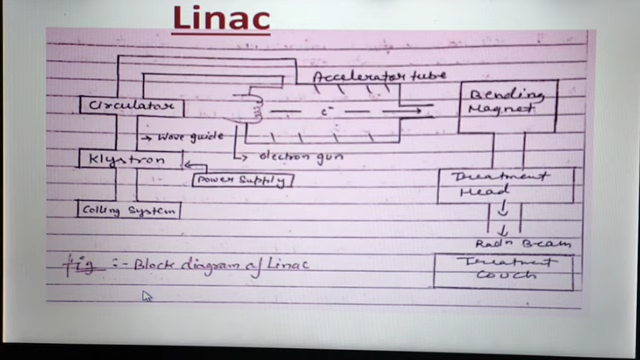 Linac
Accelerator tube
Circulator
e-
Bending
Magnet
→ wave guide
Klystron
electron gun
Power Supply
Treatment
Head
Colling System
Radn Beam
fig :- Block diagram of Linac
Treatment
couch